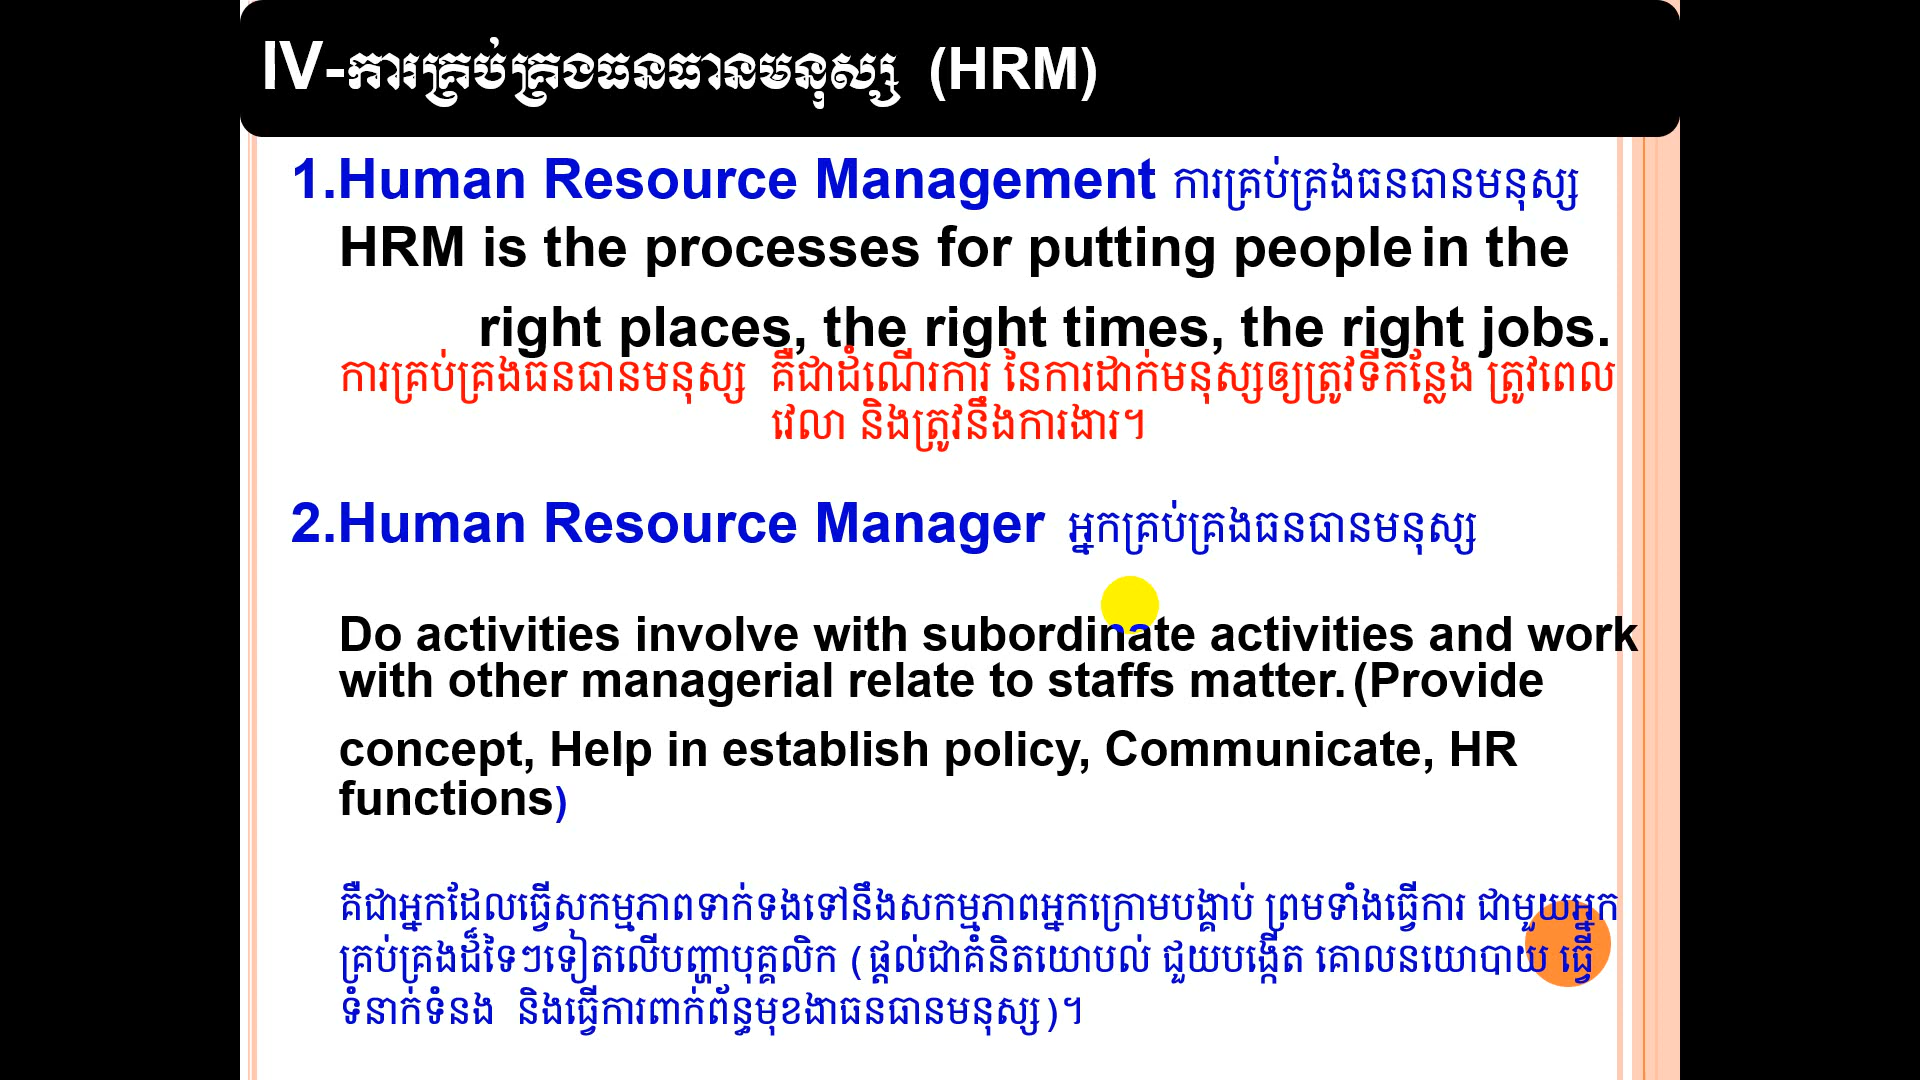 IV-ការគ្រប់គ្រងធនធានមនុស្ស (HRM)
1.Human Resource Management ការគ្រប់គ្រងធនធានមនុស្ស
HRM is the processes for putting people in the
right places, the right times, the right jobs.
ការគ្រប់គ្រងធនធានមនុស្ស គឺជាដំណើរការ នៃការដាក់មនុស្សឲ្យត្រូវទីកន្លែង ត្រូវពេល
វេលា និងត្រូវនឹងការងារ។
2.Human Resource Manager អ្នកគ្រប់គ្រងធនធានមនុស្ស
Do activities involve with subordinate activities and work
with other managerial relate to staffs matter. (Provide
concept, Help in establish policy, Communicate, HR
functions)
គឺជាអ្នកដែលធ្វើសកម្មភាពទាក់ទងទៅនឹងសកម្មភាពអ្នកក្រោមបង្គាប់ ព្រមទាំងធ្វើការ ជាមួយអ្នក
គ្រប់គ្រងដ៏ទៃៗទៀតលើបញ្ហាបុគ្គលិក (ផ្តល់ជាគំនិតយោបល់ ជួយបង្កើត គោលនយោបាយ ធ្វើ
ទំនាក់ទំនង និងធ្វើការពាក់ព័ន្ធមុខងាធនធានមនុស្ស)។